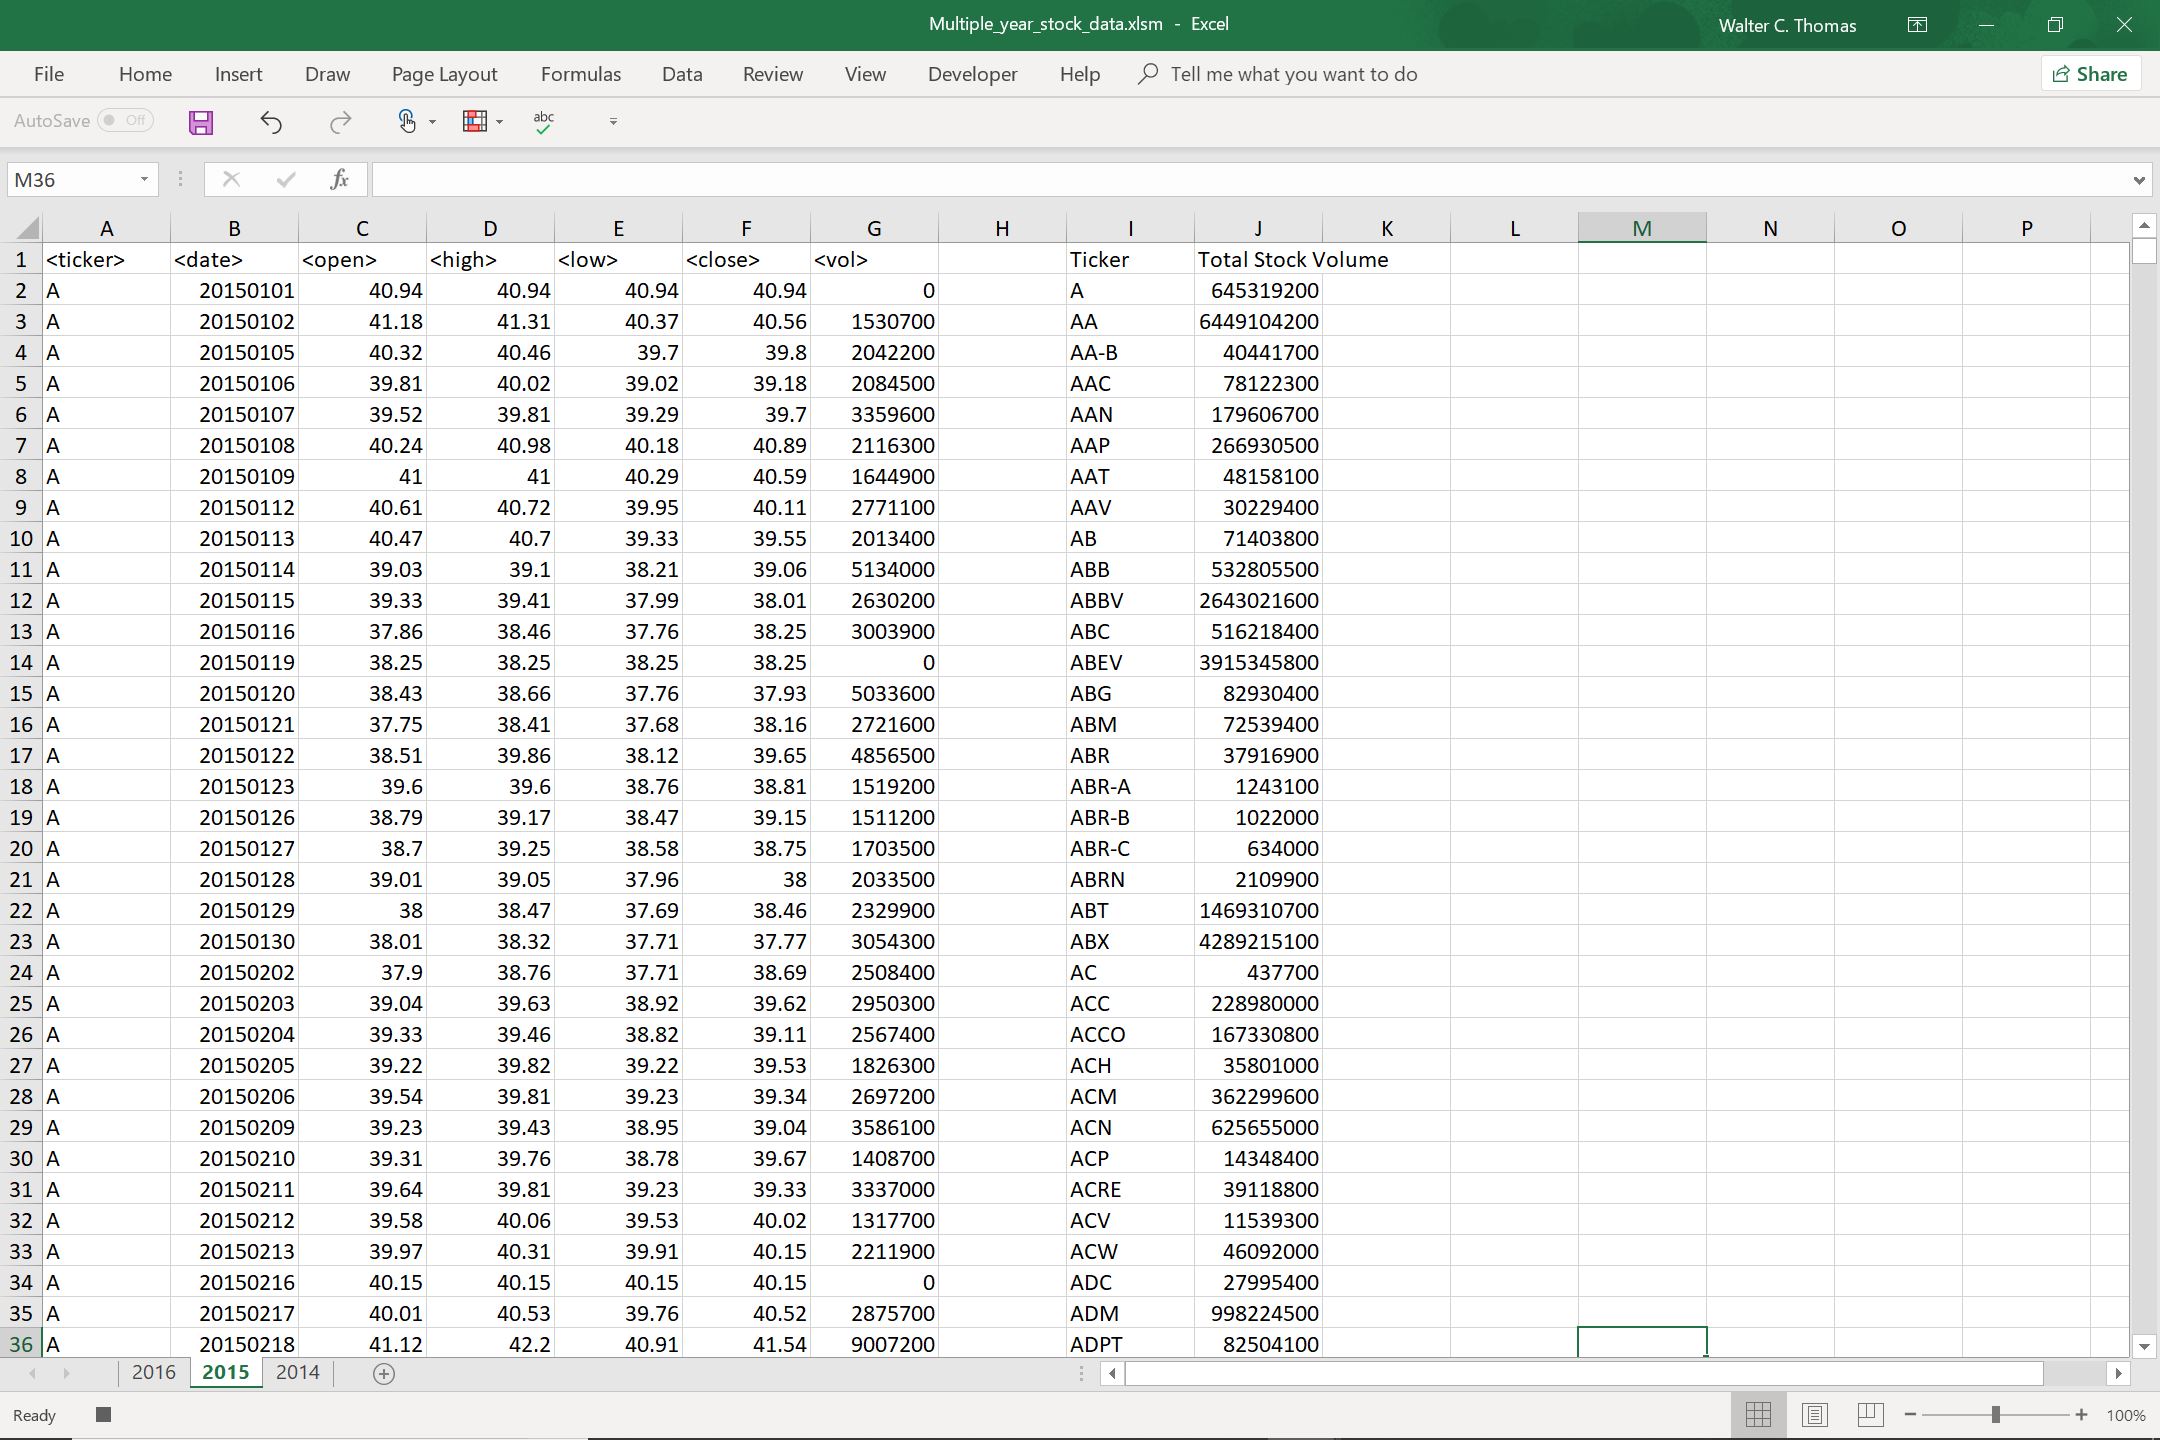 Multiple_year_stock_data.xlsm - Excel Walter C. Thomas
File Home Insert Draw Page Layout Formulas Data Review View Developer Help Tell me what you want to do Share
AutoSave Off abc
M36 fx
A B C D E F G H I J K L M N O P
1 <ticker> <date> <open> <high> <low> <close> <vol> Ticker Total Stock Volume
2 A 20150101 40.94 40.94 40.94 40.94 0 A 645319200
3 A 20150102 41.18 41.31 40.37 40.56 1530700 AA 6449104200
4 A 20150105 40.32 40.46 39.7 39.8 2042200 AA-B 40441700
5 A 20150106 39.81 40.02 39.02 39.18 2084500 AAC 78122300
6 A 20150107 39.52 39.81 39.29 39.7 3359600 AAN 179606700
7 A 20150108 40.24 40.98 40.18 40.89 2116300 AAP 266930500
8 A 20150109 41 41 40.29 40.59 1644900 AAT 48158100
9 A 20150112 40.61 40.72 39.95 40.11 2771100 AAV 30229400
10 A 20150113 40.47 40.7 39.33 39.55 2013400 AB 71403800
11 A 20150114 39.03 39.1 38.21 39.06 5134000 ABB 532805500
12 A 20150115 39.33 39.41 37.99 38.01 2630200 ABBV 2643021600
13 A 20150116 37.86 38.46 37.76 38.25 3003900 ABC 516218400
14 A 20150119 38.25 38.25 38.25 38.25 0 ABEV 3915345800
15 A 20150120 38.43 38.66 37.76 37.93 5033600 ABG 82930400
16 A 20150121 37.75 38.41 37.68 38.16 2721600 ABM 72539400
17 A 20150122 38.51 39.86 38.12 39.65 4856500 ABR 37916900
18 A 20150123 39.6 39.6 38.76 38.81 1519200 ABR-A 1243100
19 A 20150126 38.79 39.17 38.47 39.15 1511200 ABR-B 1022000
20 A 20150127 38.7 39.25 38.58 38.75 1703500 ABR-C 634000
21 A 20150128 39.01 39.05 37.96 38 2033500 ABRN 2109900
22 A 20150129 38 38.47 37.69 38.46 2329900 ABT 1469310700
23 A 20150130 38.01 38.32 37.71 37.77 3054300 ABX 4289215100
24 A 20150202 37.9 38.76 37.71 38.69 2508400 AC 437700
25 A 20150203 39.04 39.63 38.92 39.62 2950300 ACC 228980000
26 A 20150204 39.33 39.46 38.82 39.11 2567400 ACCO 167330800
27 A 20150205 39.22 39.82 39.22 39.53 1826300 ACH 35801000
28 A 20150206 39.54 39.81 39.23 39.34 2697200 ACM 362299600
29 A 20150209 39.23 39.43 38.95 39.04 3586100 ACN 625655000
30 A 20150210 39.31 39.76 38.78 39.67 1408700 ACP 14348400
31 A 20150211 39.64 39.81 39.23 39.33 3337000 ACRE 39118800
32 A 20150212 39.58 40.06 39.53 40.02 1317700 ACV 11539300
33 A 20150213 39.97 40.31 39.91 40.15 2211900 ACW 46092000
34 A 20150216 40.15 40.15 40.15 40.15 0 ADC 27995400
35 A 20150217 40.01 40.53 39.76 40.52 2875700 ADM 998224500
36 A 20150218 41.12 42.2 40.91 41.54 9007200 ADPT 82504100
2016 2015 2014
Ready 100%